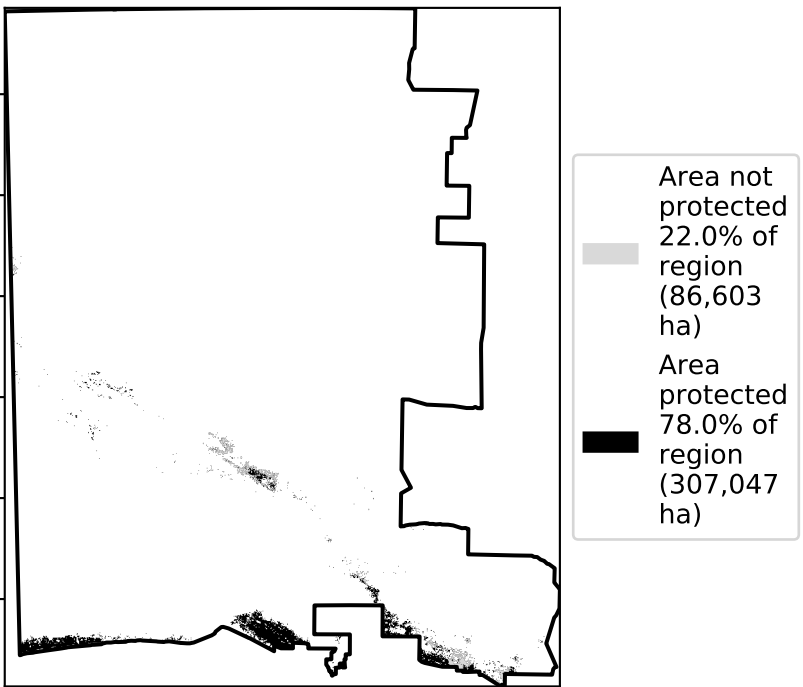 Area not
protected
22.0% of
region
(86,603
ha)
Area
protected
78.0% of
region
(307,047
ha)